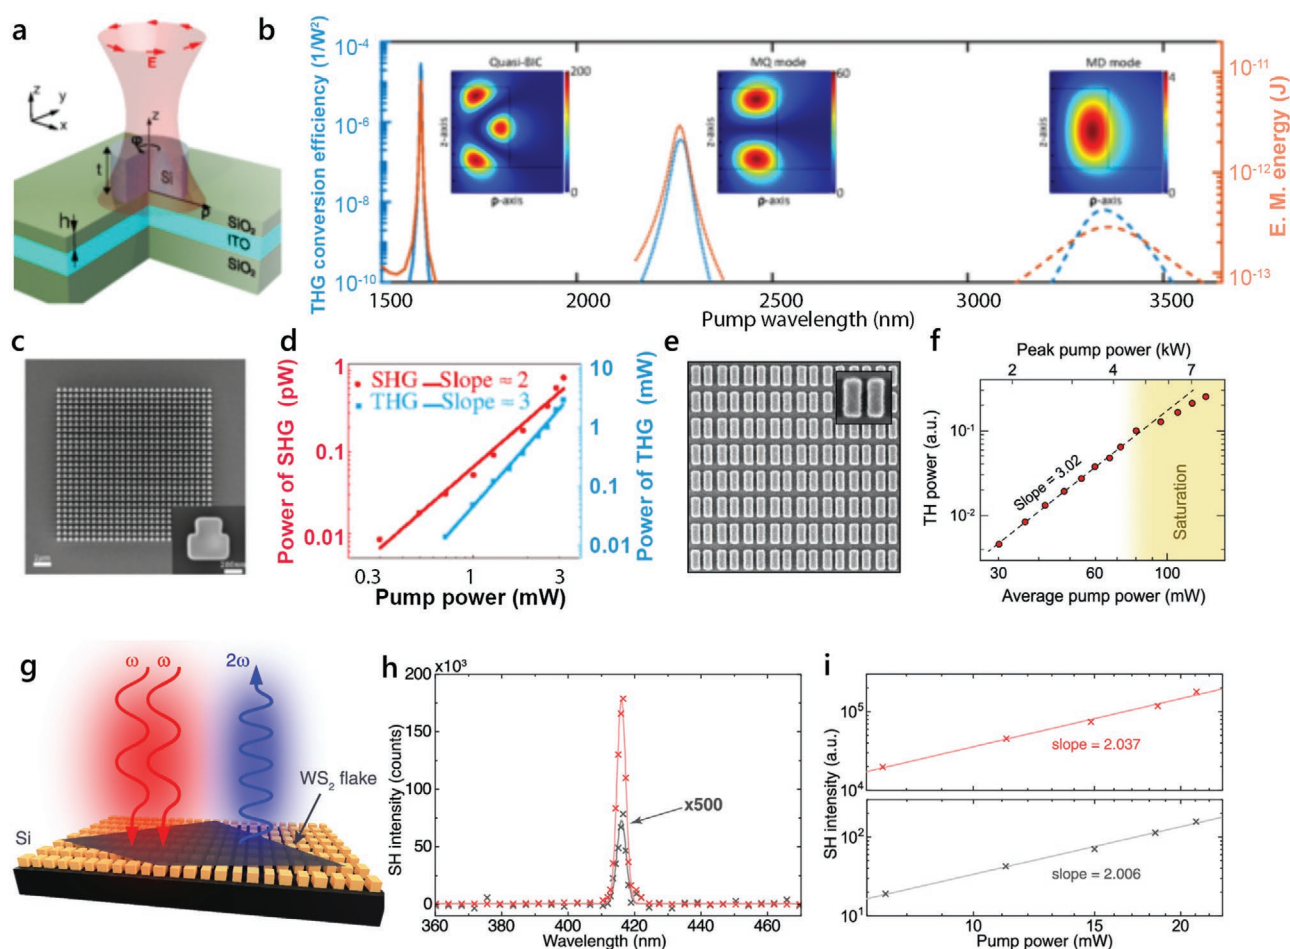 a
E
z
y
x
z
φ
t
Si
ρ
h
SiO₂
ITO
SiO₂
b
THG conversion efficiency (1/W²)
10⁻⁴
10⁻⁶
10⁻⁸
10⁻¹⁰
Quasi-BIC
200
0
z-axis
ρ-axis
MQ mode
60
0
z-axis
ρ-axis
MD mode
4
0
z-axis
ρ-axis
10⁻¹¹
10⁻¹²
10⁻¹³
E. M. energy (J)
1500 2000 2500 3000 3500
Pump wavelength (nm)
c
d
Power of SHG (pW)
1
0.1
0.01
SHG Slope ≈ 2
THG Slope ≈ 3
10
1
0.1
0.01
Power of THG (mW)
0.3 1 3
Pump power (mW)
e
f
Peak pump power (kW)
2 4 7
TH power (a.u.)
10⁻¹
10⁻²
Slope = 3.02
Saturation
30 60 100
Average pump power (mW)
g
ω ω 2ω
WS₂ flake
Si
h
SH intensity (counts)
200 ×10³
150
100
50
0
x500
360 380 400 420 440 460
Wavelength (nm)
i
SH intensity (a.u.)
10⁵
10⁴
slope = 2.037
10²
10¹
slope = 2.006
10 15 20
Pump power (mW)